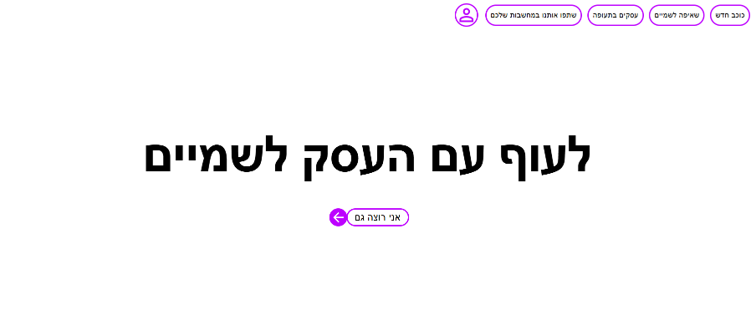 כוכב חדש
שאיפה לשמיים
עסקים בתעופה
שתפו אותנו במחשבות שלכם
לעוף עם העסק לשמיים
אני רוצה גם